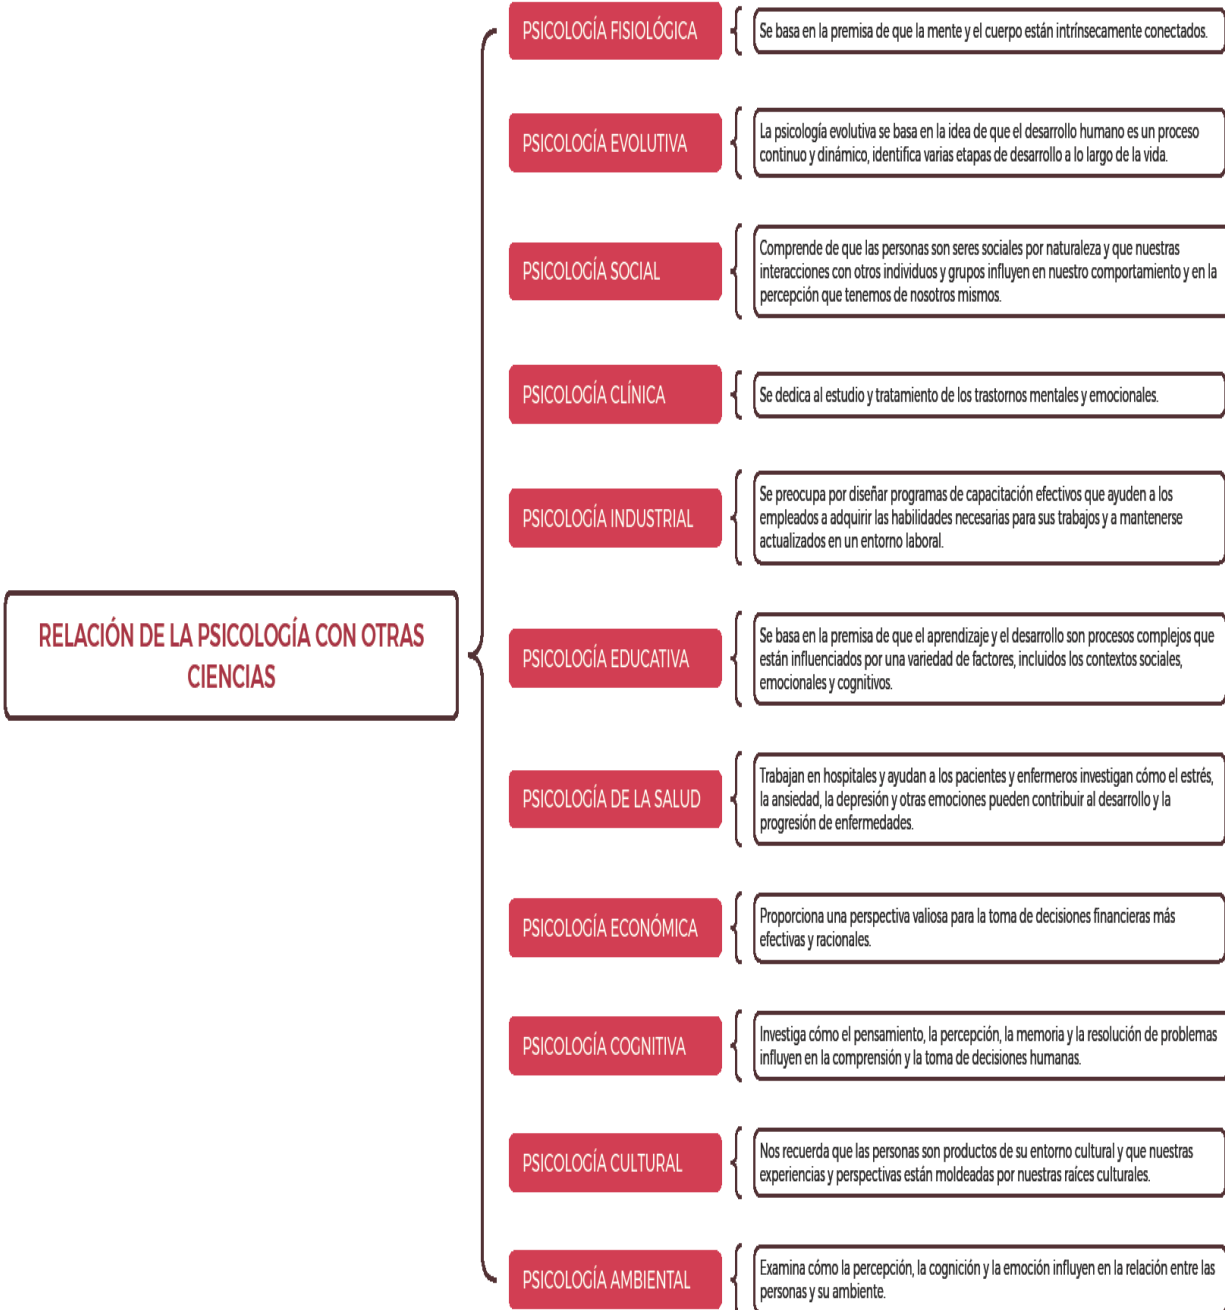 PSICOLOGÍA FISIOLÓGICA
Se basa en la premisa de que la mente y el cuerpo están intrínsecamente conectados.
PSICOLOGÍA EVOLUTIVA
La psicología evolutiva se basa en la idea de que el desarrollo humano es un proceso
continuo y dinámico, identifica varias etapas de desarrollo a lo largo de la vida.
PSICOLOGÍA SOCIAL
Comprende de que las personas son seres sociales por naturaleza y que nuestras
interacciones con otros individuos y grupos influyen en nuestro comportamiento y en la
percepción que tenemos de nosotros mismos.
PSICOLOGÍA CLÍNICA
Se dedica al estudio y tratamiento de los trastornos mentales y emocionales.
PSICOLOGÍA INDUSTRIAL
Se preocupa por diseñar programas de capacitación efectivos que ayuden a los
empleados a adquirir las habilidades necesarias para sus trabajos y a mantenerse
actualizados en un entorno laboral.
RELACIÓN DE LA PSICOLOGÍA CON OTRAS
CIENCIAS
PSICOLOGÍA EDUCATIVA
Se basa en la premisa de que el aprendizaje y el desarrollo son procesos complejos que
están influenciados por una variedad de factores, incluidos los contextos sociales,
emocionales y cognitivos.
PSICOLOGÍA DE LA SALUD
Trabajan en hospitales y ayudan a los pacientes y enfermeros investigan cómo el estrés,
la ansiedad, la depresión y otras emociones pueden contribuir al desarrollo y la
progresión de enfermedades.
PSICOLOGÍA ECONÓMICA
Proporciona una perspectiva valiosa para la toma de decisiones financieras más
efectivas y racionales.
PSICOLOGÍA COGNITIVA
Investiga cómo el pensamiento, la percepción, la memoria y la resolución de problemas
influyen en la comprensión y la toma de decisiones humanas.
PSICOLOGÍA CULTURAL
Nos recuerda que las personas son productos de su entorno cultural y que nuestras
experiencias y perspectivas están moldeadas por nuestras raíces culturales.
PSICOLOGÍA AMBIENTAL
Examina cómo la percepción, la cognición y la emoción influyen en la relación entre las
personas y su ambiente.